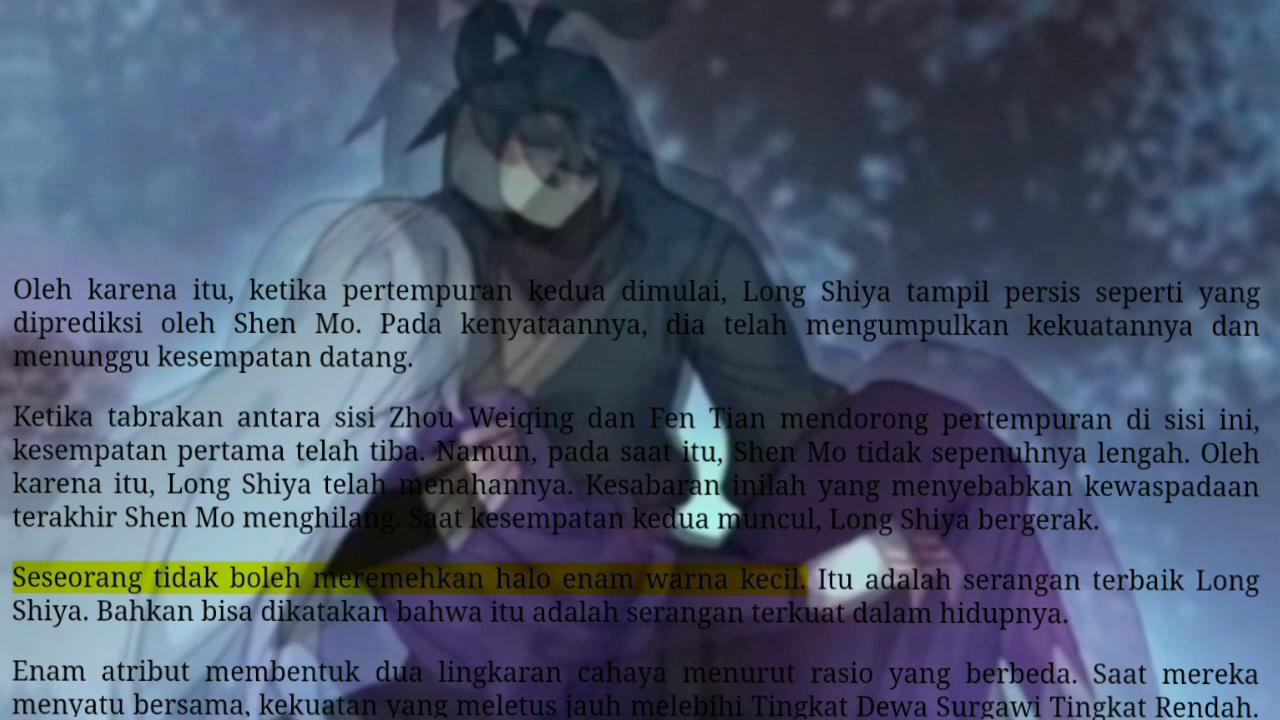 Oleh karena itu, ketika pertempuran kedua dimulai, Long Shiya tampil persis seperti yang
diprediksi oleh Shen Mo. Pada kenyataannya, dia telah mengumpulkan kekuatannya dan
menunggu kesempatan datang.
Ketika tabrakan antara sisi Zhou Weiqing dan Fen Tian mendorong pertempuran di sisi ini,
kesempatan pertama telah tiba. Namun, pada saat itu, Shen Mo tidak sepenuhnya lengah. Oleh
karena itu, Long Shiya telah menahannya. Kesabaran inilah yang menyebabkan kewaspadaan
terakhir Shen Mo menghilang. Saat kesempatan kedua muncul, Long Shiya bergerak.
Seseorang tidak boleh meremehkan halo enam warna kecil. Itu adalah serangan terbaik Long
Shiya. Bahkan bisa dikatakan bahwa itu adalah serangan terkuat dalam hidupnya.
Enam atribut membentuk dua lingkaran cahaya menurut rasio yang berbeda. Saat mereka
menyatu bersama, kekuatan yang meletus jauh melebihi Tingkat Dewa Surgawi Tingkat Rendah.